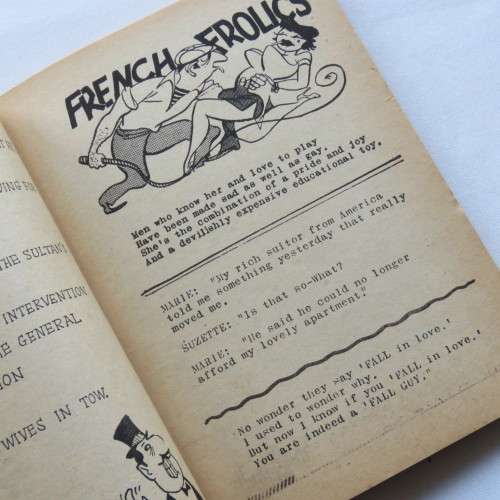 THE SULTAN'S
INTERVENTION
GENERAL
WIVES IN TOW.
FRENCH FROLICS
Men who know her and love to play
Have been made sad as well as gay.
She's the combination of a pride and joy
And a devilishly expensive educational toy.
MARIE: "My rich suitor from America
told me something yesterday that really
moved me.
SUZETTE: "Is that so—What?
MARIE: "He said he could no longer
afford my lovely apartment."
No wonder they say 'FALL in love.'
I used to wonder why.
But now I know if you 'FALL in love.,
You are indeed a 'FALL GUY."